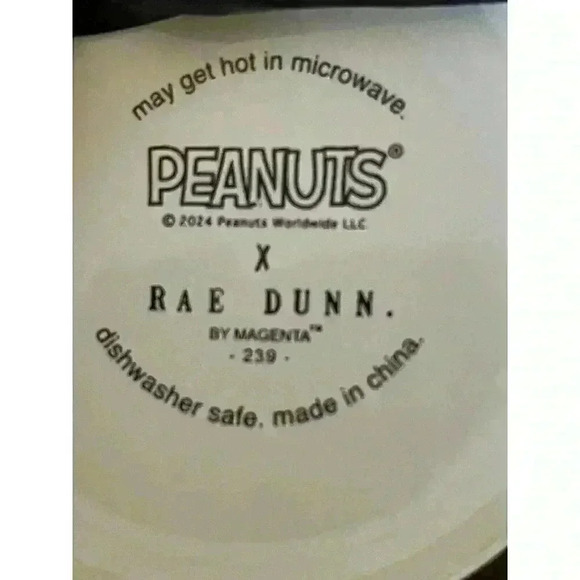 may get hot in microwave.
PEANUTS®
© 2024 Peanuts Worldwide LLC
X
RAE DUNN.
BY MAGENTA™
- 239 -
dishwasher safe. made in china.